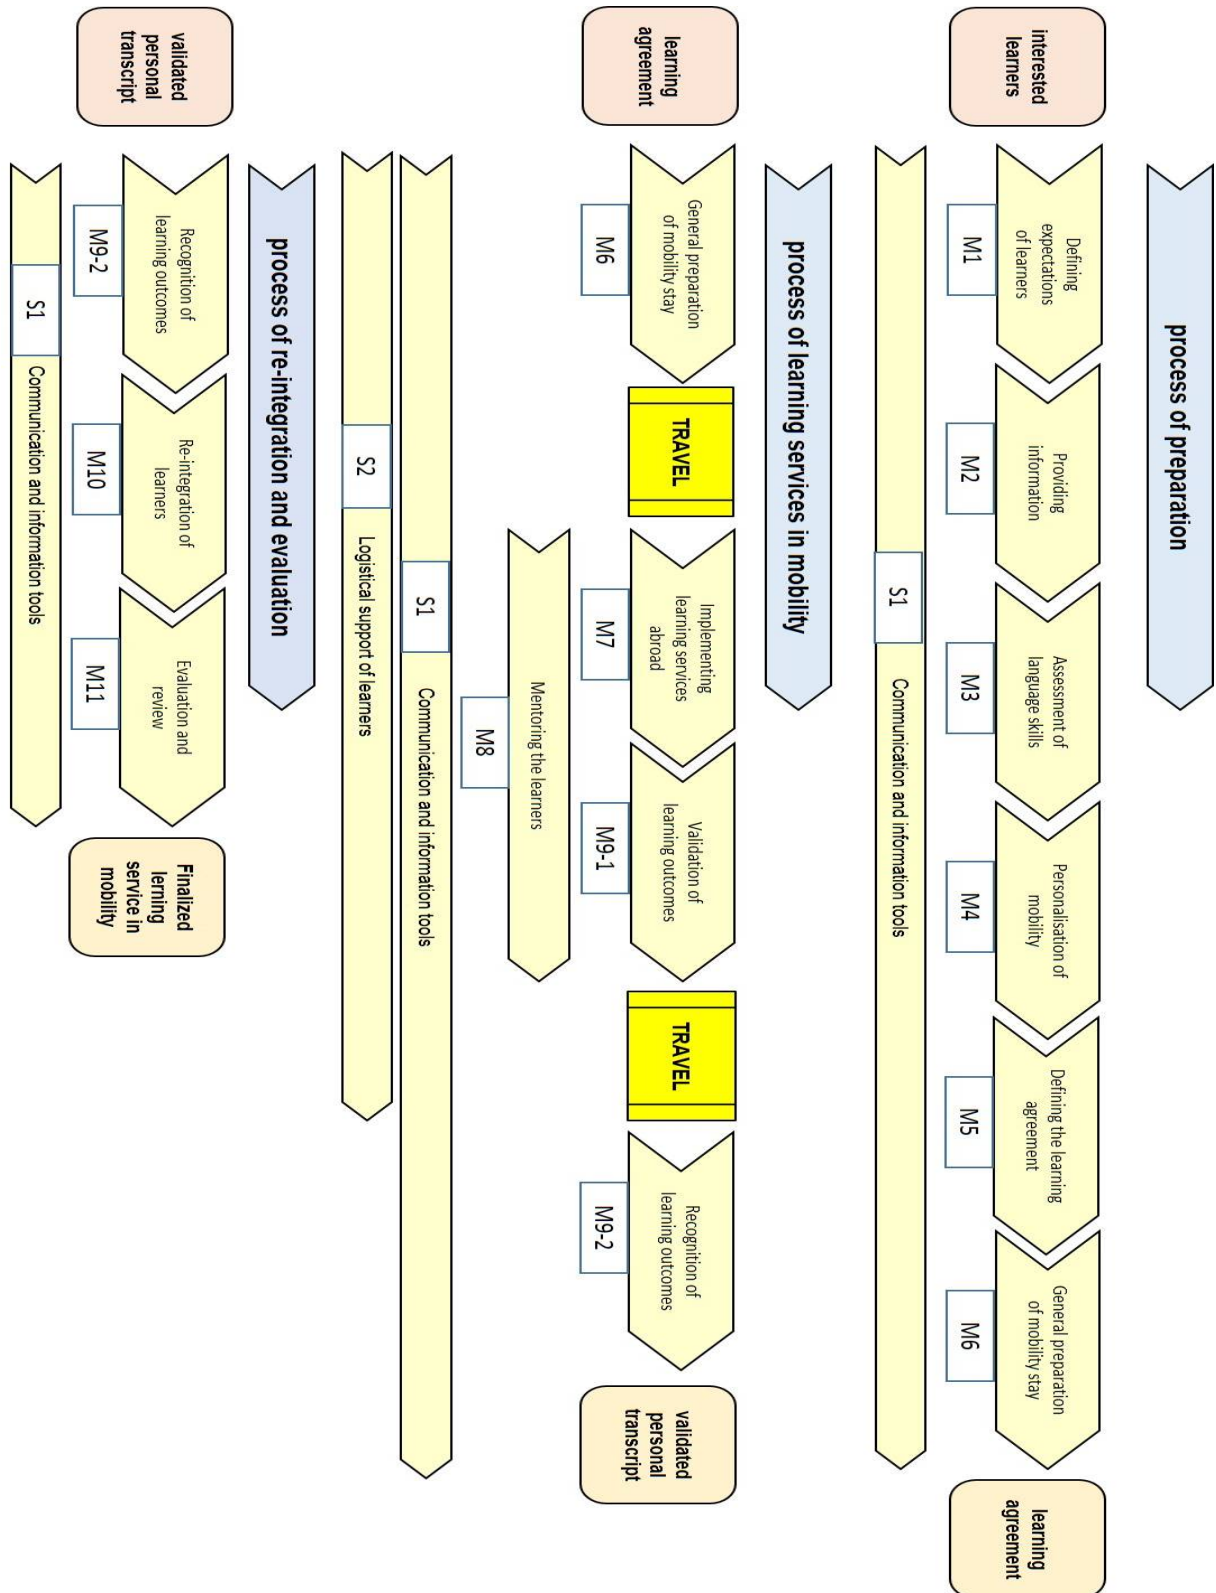 process of preparation
interested
learners
Defining
expectations
of learners
M1
Providing
information
M2
Assessment of
language skills
M3
Personalisation of
mobility
M4
Defining the learning
agreement
M5
General preparation
of mobility stay
M6
learning
agreement
S1
Communication and information tools
process of learning services in mobility
learning
agreement
General preparation
of mobility stay
M6
TRAVEL
Implementing
learning services
abroad
M7
Validation of
learning outcomes
M9-1
TRAVEL
Recognition of
learning outcomes
M9-2
validated
personal
transcript
Mentoring the learners
M8
S1
Communication and information tools
S2
Logistical support of learners
process of re-integration and evaluation
validated
personal
transcript
Recognition of
learning outcomes
M9-2
Re-integration of
learners
M10
Evaluation and
review
M11
Finalized
lerning
service in
mobility
S1
Communication and information tools